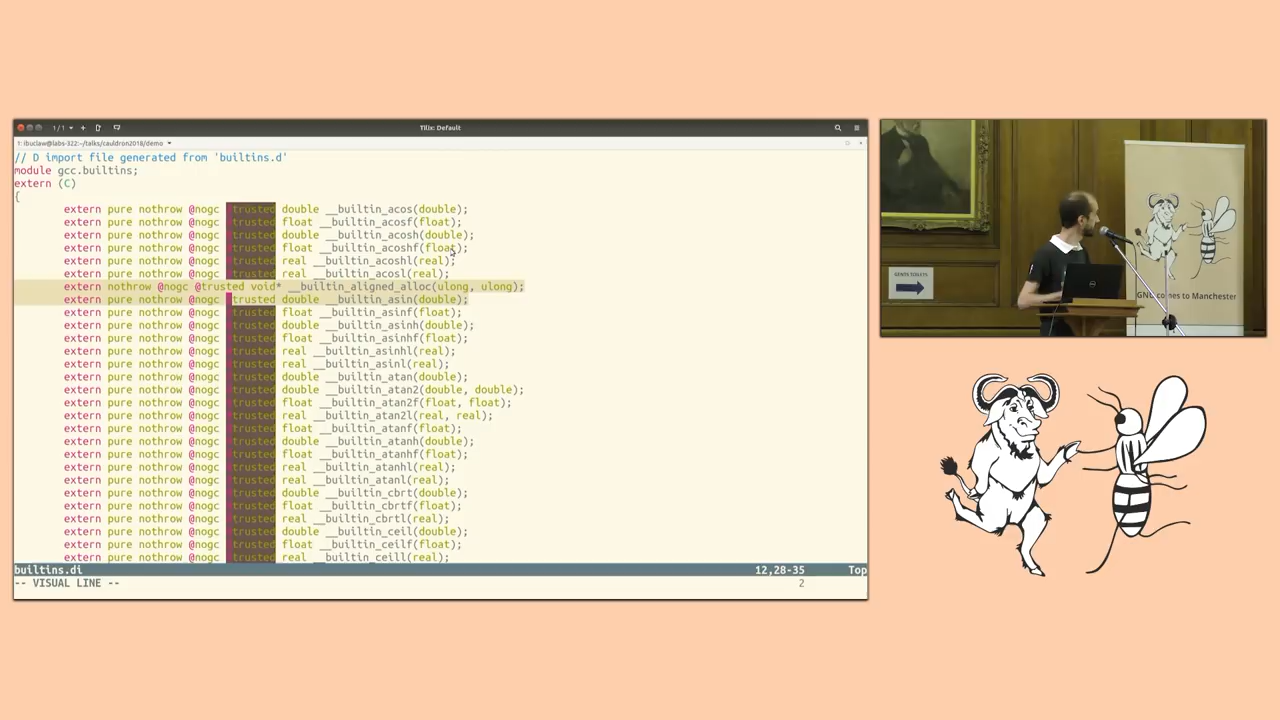 1/1
Tilix: Default
1: ibuclaw@labs-322:~/talks/cauldron2018/demo
// D import file generated from 'builtins.d'
module gcc.builtins;
extern (C)
{
extern pure nothrow @nogc @trusted double __builtin_acos(double);
extern pure nothrow @nogc @trusted float __builtin_acosf(float);
extern pure nothrow @nogc @trusted double __builtin_acosh(double);
extern pure nothrow @nogc @trusted float __builtin_acoshf(float);
extern pure nothrow @nogc @trusted real __builtin_acoshl(real);
extern pure nothrow @nogc @trusted real __builtin_acosl(real);
extern nothrow @nogc @trusted void* __builtin_aligned_alloc(ulong, ulong);
extern pure nothrow @nogc @trusted double __builtin_asin(double);
extern pure nothrow @nogc @trusted float __builtin_asinf(float);
extern pure nothrow @nogc @trusted double __builtin_asinh(double);
extern pure nothrow @nogc @trusted float __builtin_asinhf(float);
extern pure nothrow @nogc @trusted real __builtin_asinhl(real);
extern pure nothrow @nogc @trusted real __builtin_asinl(real);
extern pure nothrow @nogc @trusted double __builtin_atan(double);
extern pure nothrow @nogc @trusted double __builtin_atan2(double, double);
extern pure nothrow @nogc @trusted float __builtin_atan2f(float, float);
extern pure nothrow @nogc @trusted real __builtin_atan2l(real, real);
extern pure nothrow @nogc @trusted float __builtin_atanf(float);
extern pure nothrow @nogc @trusted double __builtin_atanh(double);
extern pure nothrow @nogc @trusted float __builtin_atanhf(float);
extern pure nothrow @nogc @trusted real __builtin_atanhl(real);
extern pure nothrow @nogc @trusted real __builtin_atanl(real);
extern pure nothrow @nogc @trusted double __builtin_cbrt(double);
extern pure nothrow @nogc @trusted float __builtin_cbrtf(float);
extern pure nothrow @nogc @trusted real __builtin_cbrtl(real);
extern pure nothrow @nogc @trusted double __builtin_ceil(double);
extern pure nothrow @nogc @trusted float __builtin_ceilf(float);
extern pure nothrow @nogc @trusted real __builtin_ceill(real);
builtins.di 12,28-35 Top
-- VISUAL LINE -- 2
GENTS TOILETS
comes to Manchester